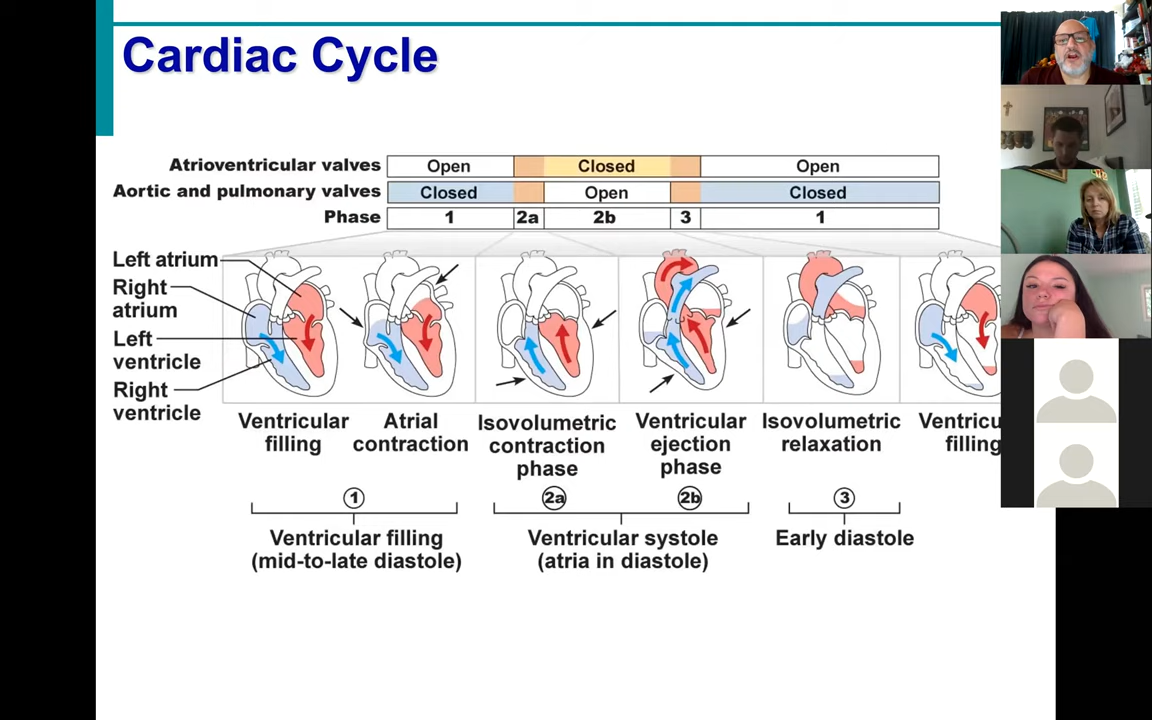 Cardiac Cycle
Atrioventricular valves Open Closed Open
Aortic and pulmonary valves Closed Open Closed
Phase 1 2a 2b 3 1
Left atrium
Right
atrium
Left
ventricle
Right
ventricle
Ventricular
filling
Atrial
contraction
Isovolumetric
contraction
phase
Ventricular
ejection
phase
Isovolumetric
relaxation
Ventricu
filling
1
2a
2b
3
Ventricular filling
(mid-to-late diastole)
Ventricular systole
(atria in diastole)
Early diastole